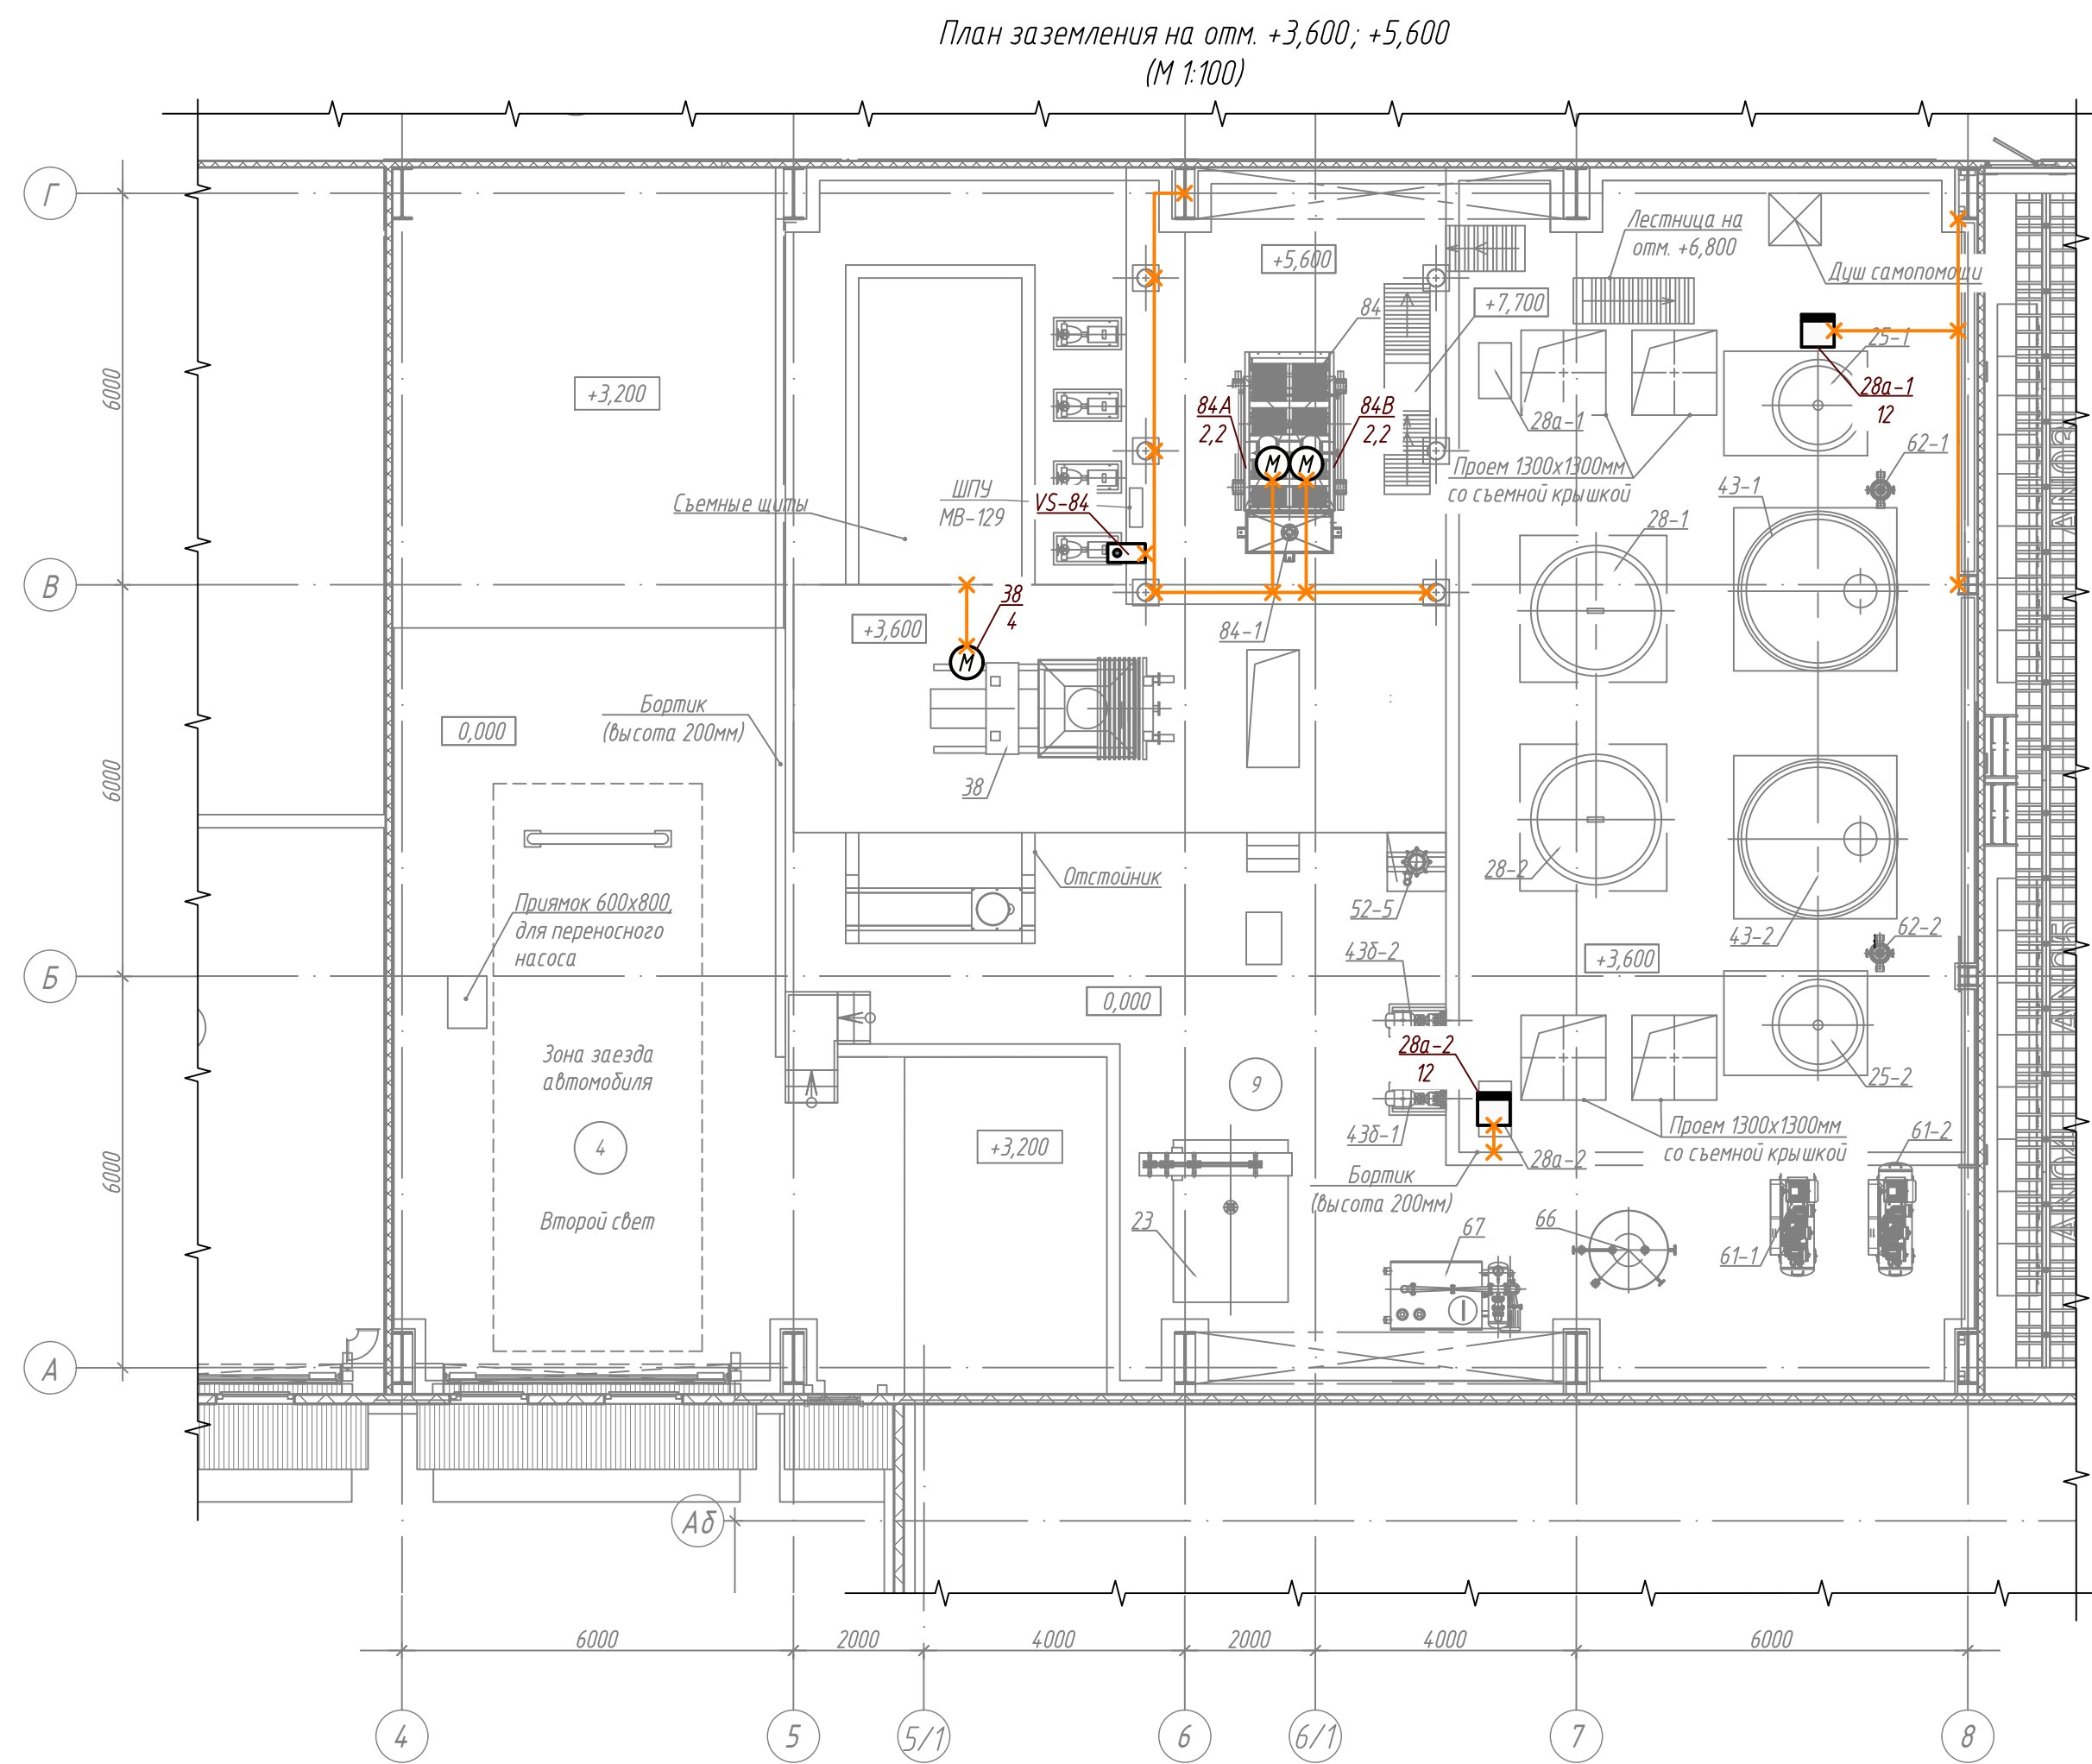 План заземления на отм. +3,600; +5,600
(М 1:100)
Г
Лестница на
отм. +6,800
+5,600
Душ самопомощи
+7,700
84
25-1
6000
+3,200
84А
2,2
84В
2,2
28а-1
28а-1
12
62-1
Проем 1300х1300мм
со съемной крышкой
Съемные щиты
ШПУ
МВ-129
VS-84
43-1
28-1
М
М
В
38
4
+3,600
84-1
М
Бортик
(высота 200мм)
0,000
6000
38
Отстойник
28-2
Приямок 600х800,
для переносного
насоса
52-5
43-2
62-2
43б-2
+3,600
Б
0,000
Зона заезда
автомобиля
28а-2
12
9
25-2
4
+3,200
43б-1
Проем 1300х1300мм
со съемной крышкой
61-2
28а-2
Бортик
(высота 200мм)
6000
Второй свет
23
67
66
61-1
А
Аб
6000
2000
4000
2000
4000
6000
4
5
5/1
6
6/1
7
8